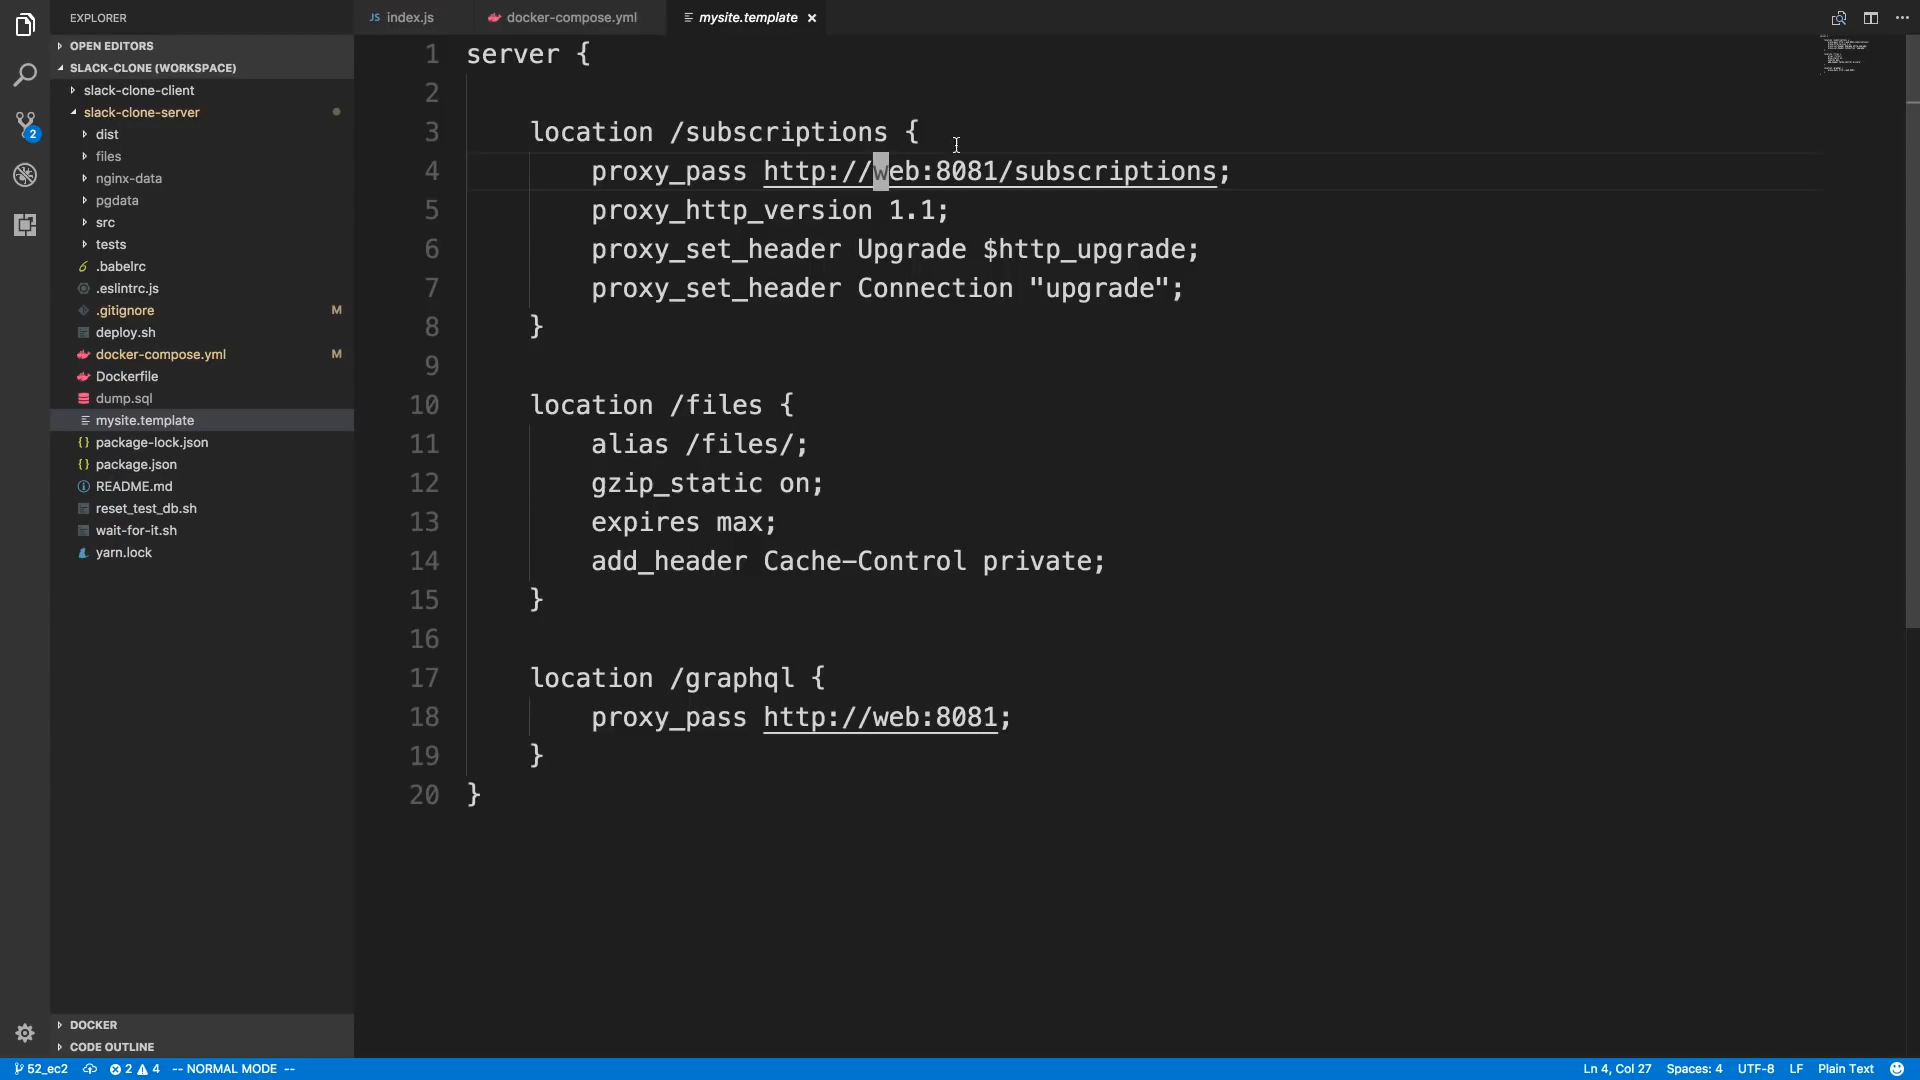 EXPLORER
OPEN EDITORS
SLACK-CLONE (WORKSPACE)
slack-clone-client
slack-clone-server
dist
files
nginx-data
pgdata
src
tests
.babelrc
.eslintrc.js
.gitignore M
deploy.sh
docker-compose.yml M
Dockerfile
dump.sql
mysite.template
package-lock.json
package.json
README.md
reset_test_db.sh
wait-for-it.sh
yarn.lock
DOCKER
CODE OUTLINE
2
JS index.js docker-compose.yml mysite.template
1 server {
2
3 location /subscriptions {
4 proxy_pass http://web:8081/subscriptions;
5 proxy_http_version 1.1;
6 proxy_set_header Upgrade $http_upgrade;
7 proxy_set_header Connection "upgrade";
8 }
9
10 location /files {
11 alias /files/;
12 gzip_static on;
13 expires max;
14 add_header Cache-Control private;
15 }
16
17 location /graphql {
18 proxy_pass http://web:8081;
19 }
20 }
52_ec2 2 4 -- NORMAL MODE -- Ln 4, Col 27 Spaces: 4 UTF-8 LF Plain Text